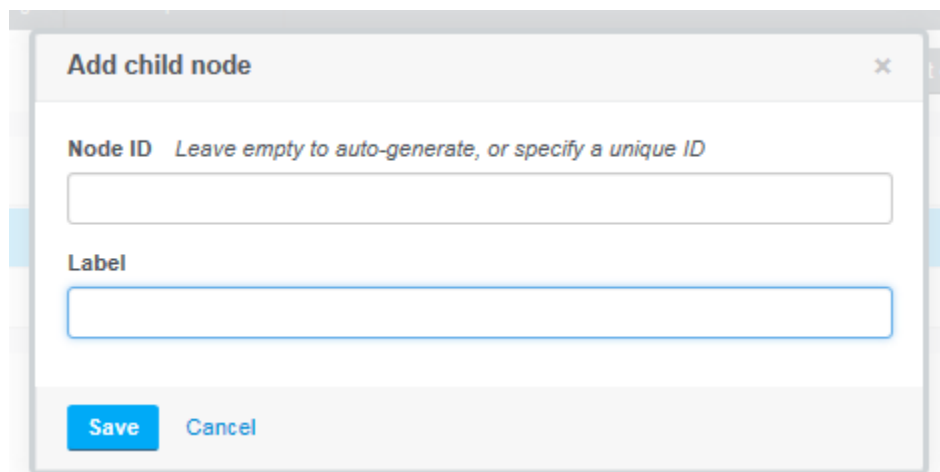 Add child node ×
Node ID Leave empty to auto-generate, or specify a unique ID
Label
Save Cancel